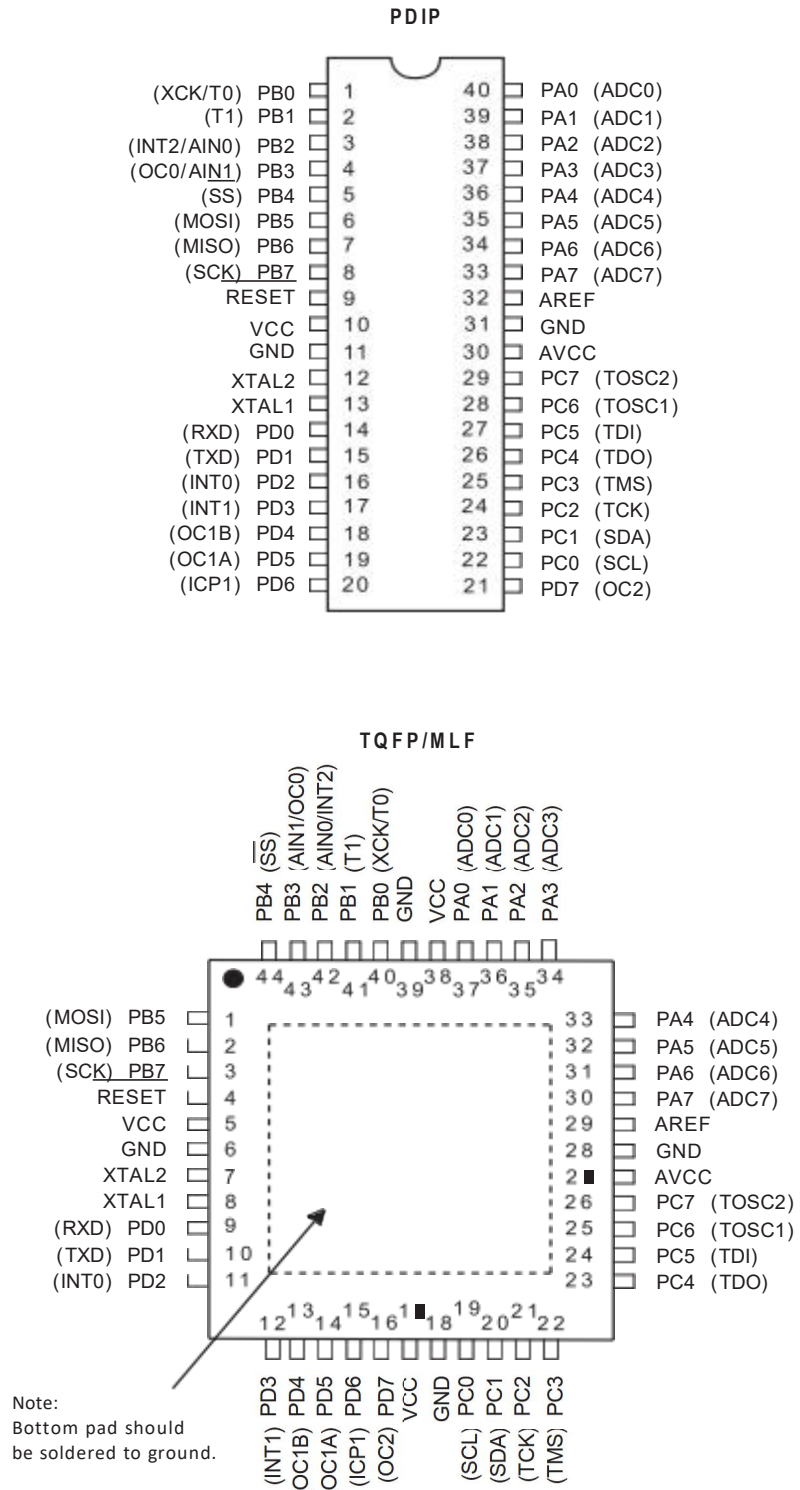 PDIP
(XCK/T0) PB0 1 40 PA0 (ADC0)
(T1) PB1 2 39 PA1 (ADC1)
(INT2/AIN0) PB2 3 38 PA2 (ADC2)
(OC0/AIN1) PB3 4 37 PA3 (ADC3)
(SS) PB4 5 36 PA4 (ADC4)
(MOSI) PB5 6 35 PA5 (ADC5)
(MISO) PB6 7 34 PA6 (ADC6)
(SCK) PB7 8 33 PA7 (ADC7)
RESET 9 32 AREF
VCC 10 31 GND
GND 11 30 AVCC
XTAL2 12 29 PC7 (TOSC2)
XTAL1 13 28 PC6 (TOSC1)
(RXD) PD0 14 27 PC5 (TDI)
(TXD) PD1 15 26 PC4 (TDO)
(INT0) PD2 16 25 PC3 (TMS)
(INT1) PD3 17 24 PC2 (TCK)
(OC1B) PD4 18 23 PC1 (SDA)
(OC1A) PD5 19 22 PC0 (SCL)
(ICP1) PD6 20 21 PD7 (OC2)
TQFP/MLF
PB4 (SS)
PB3 (AIN1/OC0)
PB2 (AIN0/INT2)
PB1 (T1)
PB0 (XCK/T0)
GND
VCC
PA0 (ADC0)
PA1 (ADC1)
PA2 (ADC2)
PA3 (ADC3)
44 43 42 41 40 39 38 37 36 35 34
(MOSI) PB5 1 33 PA4 (ADC4)
(MISO) PB6 2 32 PA5 (ADC5)
(SCK) PB7 3 31 PA6 (ADC6)
RESET 4 30 PA7 (ADC7)
VCC 5 29 AREF
GND 6 28 GND
XTAL2 7 2 AVCC
XTAL1 8 26 PC7 (TOSC2)
(RXD) PD0 9 25 PC6 (TOSC1)
(TXD) PD1 10 24 PC5 (TDI)
(INT0) PD2 11 23 PC4 (TDO)
12 13 14 15 16 1 18 19 20 21 22
(INT1) PD3
OC1B) PD4
OC1A) PD5
(ICP1) PD6
(OC2) PD7
VCC
GND
(SCL) PC0
(SDA) PC1
(TCK) PC2
(TMS) PC3
Note:
Bottom pad should
be soldered to ground.